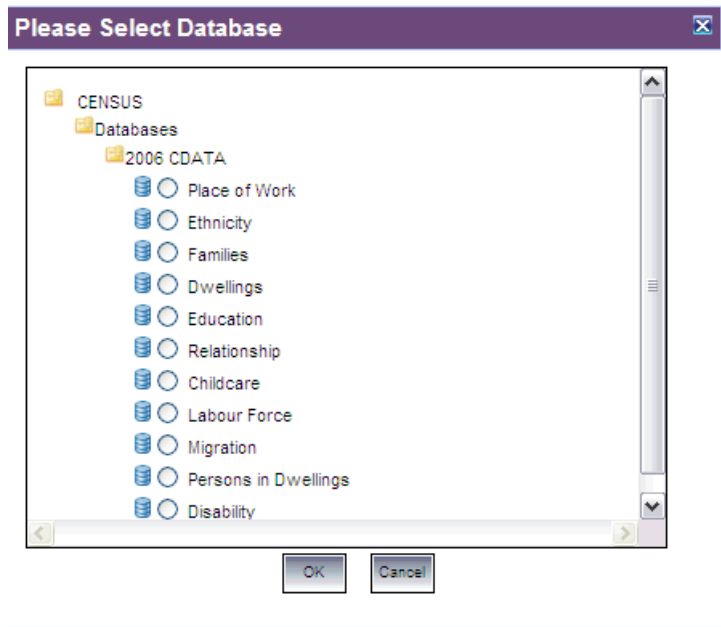 Please Select Database
CENSUS
Databases
2006 CDATA
Place of Work
Ethnicity
Families
Dwellings
Education
Relationship
Childcare
Labour Force
Migration
Persons in Dwellings
Disability
OK Cancel